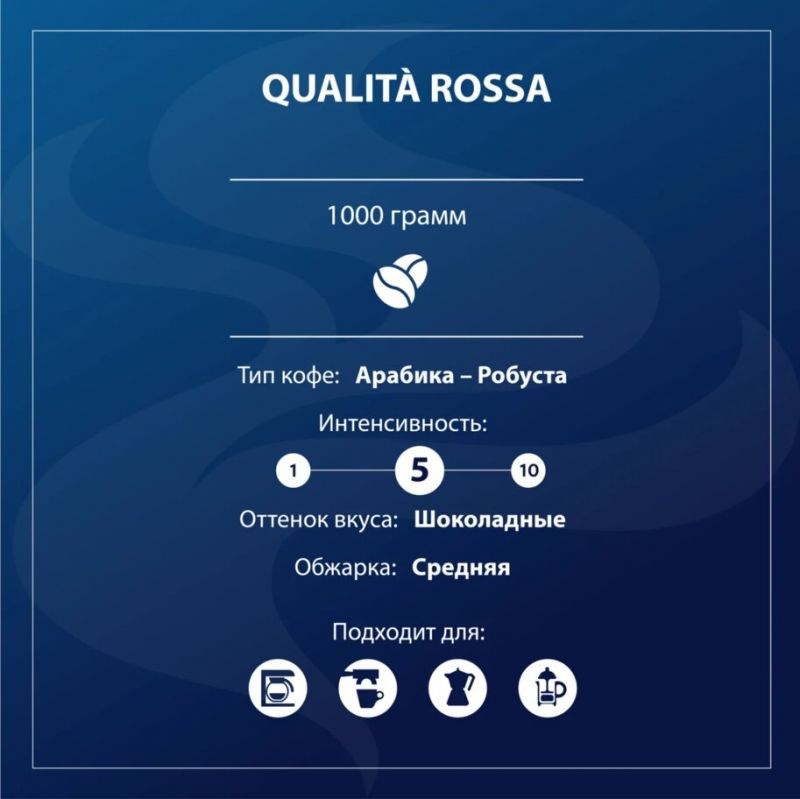 QUALITÀ ROSSA
1000 грамм
Тип кофе: Арабика – Робуста
Интенсивность:
1 5 10
Оттенок вкуса: Шоколадные
Обжарка: Средняя
Подходит для: